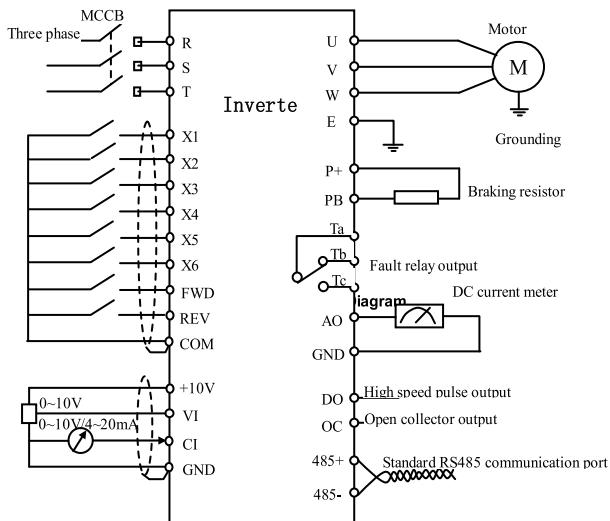 MCCB
Three phase
R
S
T
Inverte
X1
X2
X3
X4
X5
X6
FWD
REV
COM
+10V
0~10V
VI
0~10V/4~20mA
CI
GND
U
V
W
E
Motor
M
Grounding
P+
PB
Braking resistor
Ta
Tb
Tc
Fault relay output
Diagram
DC current meter
AO
GND
DO High speed pulse output
OC Open collector output
485+
Standard RS485 communication port
485-